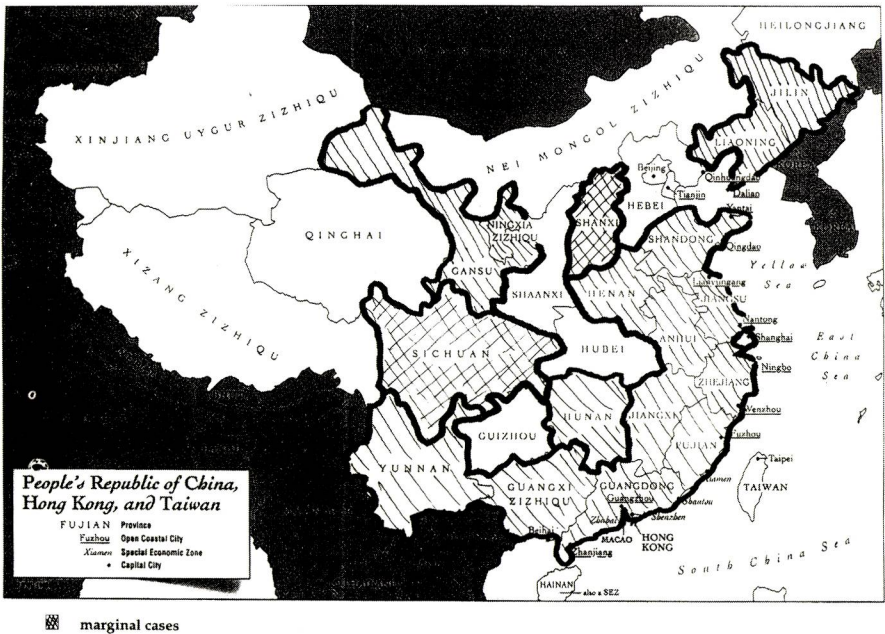 HEILONGJIANG
JILIN
XINJIANG UYGUR ZIZHIQU
NEI MONGOL ZIZHIQU
LIAONING
Beijing
Qinhuangdao
Tianjin
Dalian
HEBEI
Yantai
NINGXIA
ZIZHIQU
SHANXI
QINGHAI
SHANDONG
Qingdao
XIZANG ZIZHIQU
GANSU
Yellow
Sea
SHAANXI
HENAN
Lianyungang
JIANGSU
Nantong
SICHUAN
HUBEI
ANHUI
Shanghai
East
China
Sea
Ningbo
ZHEJIANG
HUNAN
JIANGXI
Wenzhou
GUIZHOU
FUJIAN
Fuzhou
YUNNAN
Taipei
Xiamen
TAIWAN
GUANGXI
ZIZHIQU
GUANGDONG
Guangzhou
Shantou
Zhuhai
Shenzhen
Beihai
MACAO
HONG
KONG
Zhanjiang
South China Sea
HAINAN
also a SEZ
People's Republic of China,
Hong Kong, and Taiwan
FUJIAN Province
Fuzhou Open Coastal City
Xiamen Special Economic Zone
• Capital City
marginal cases